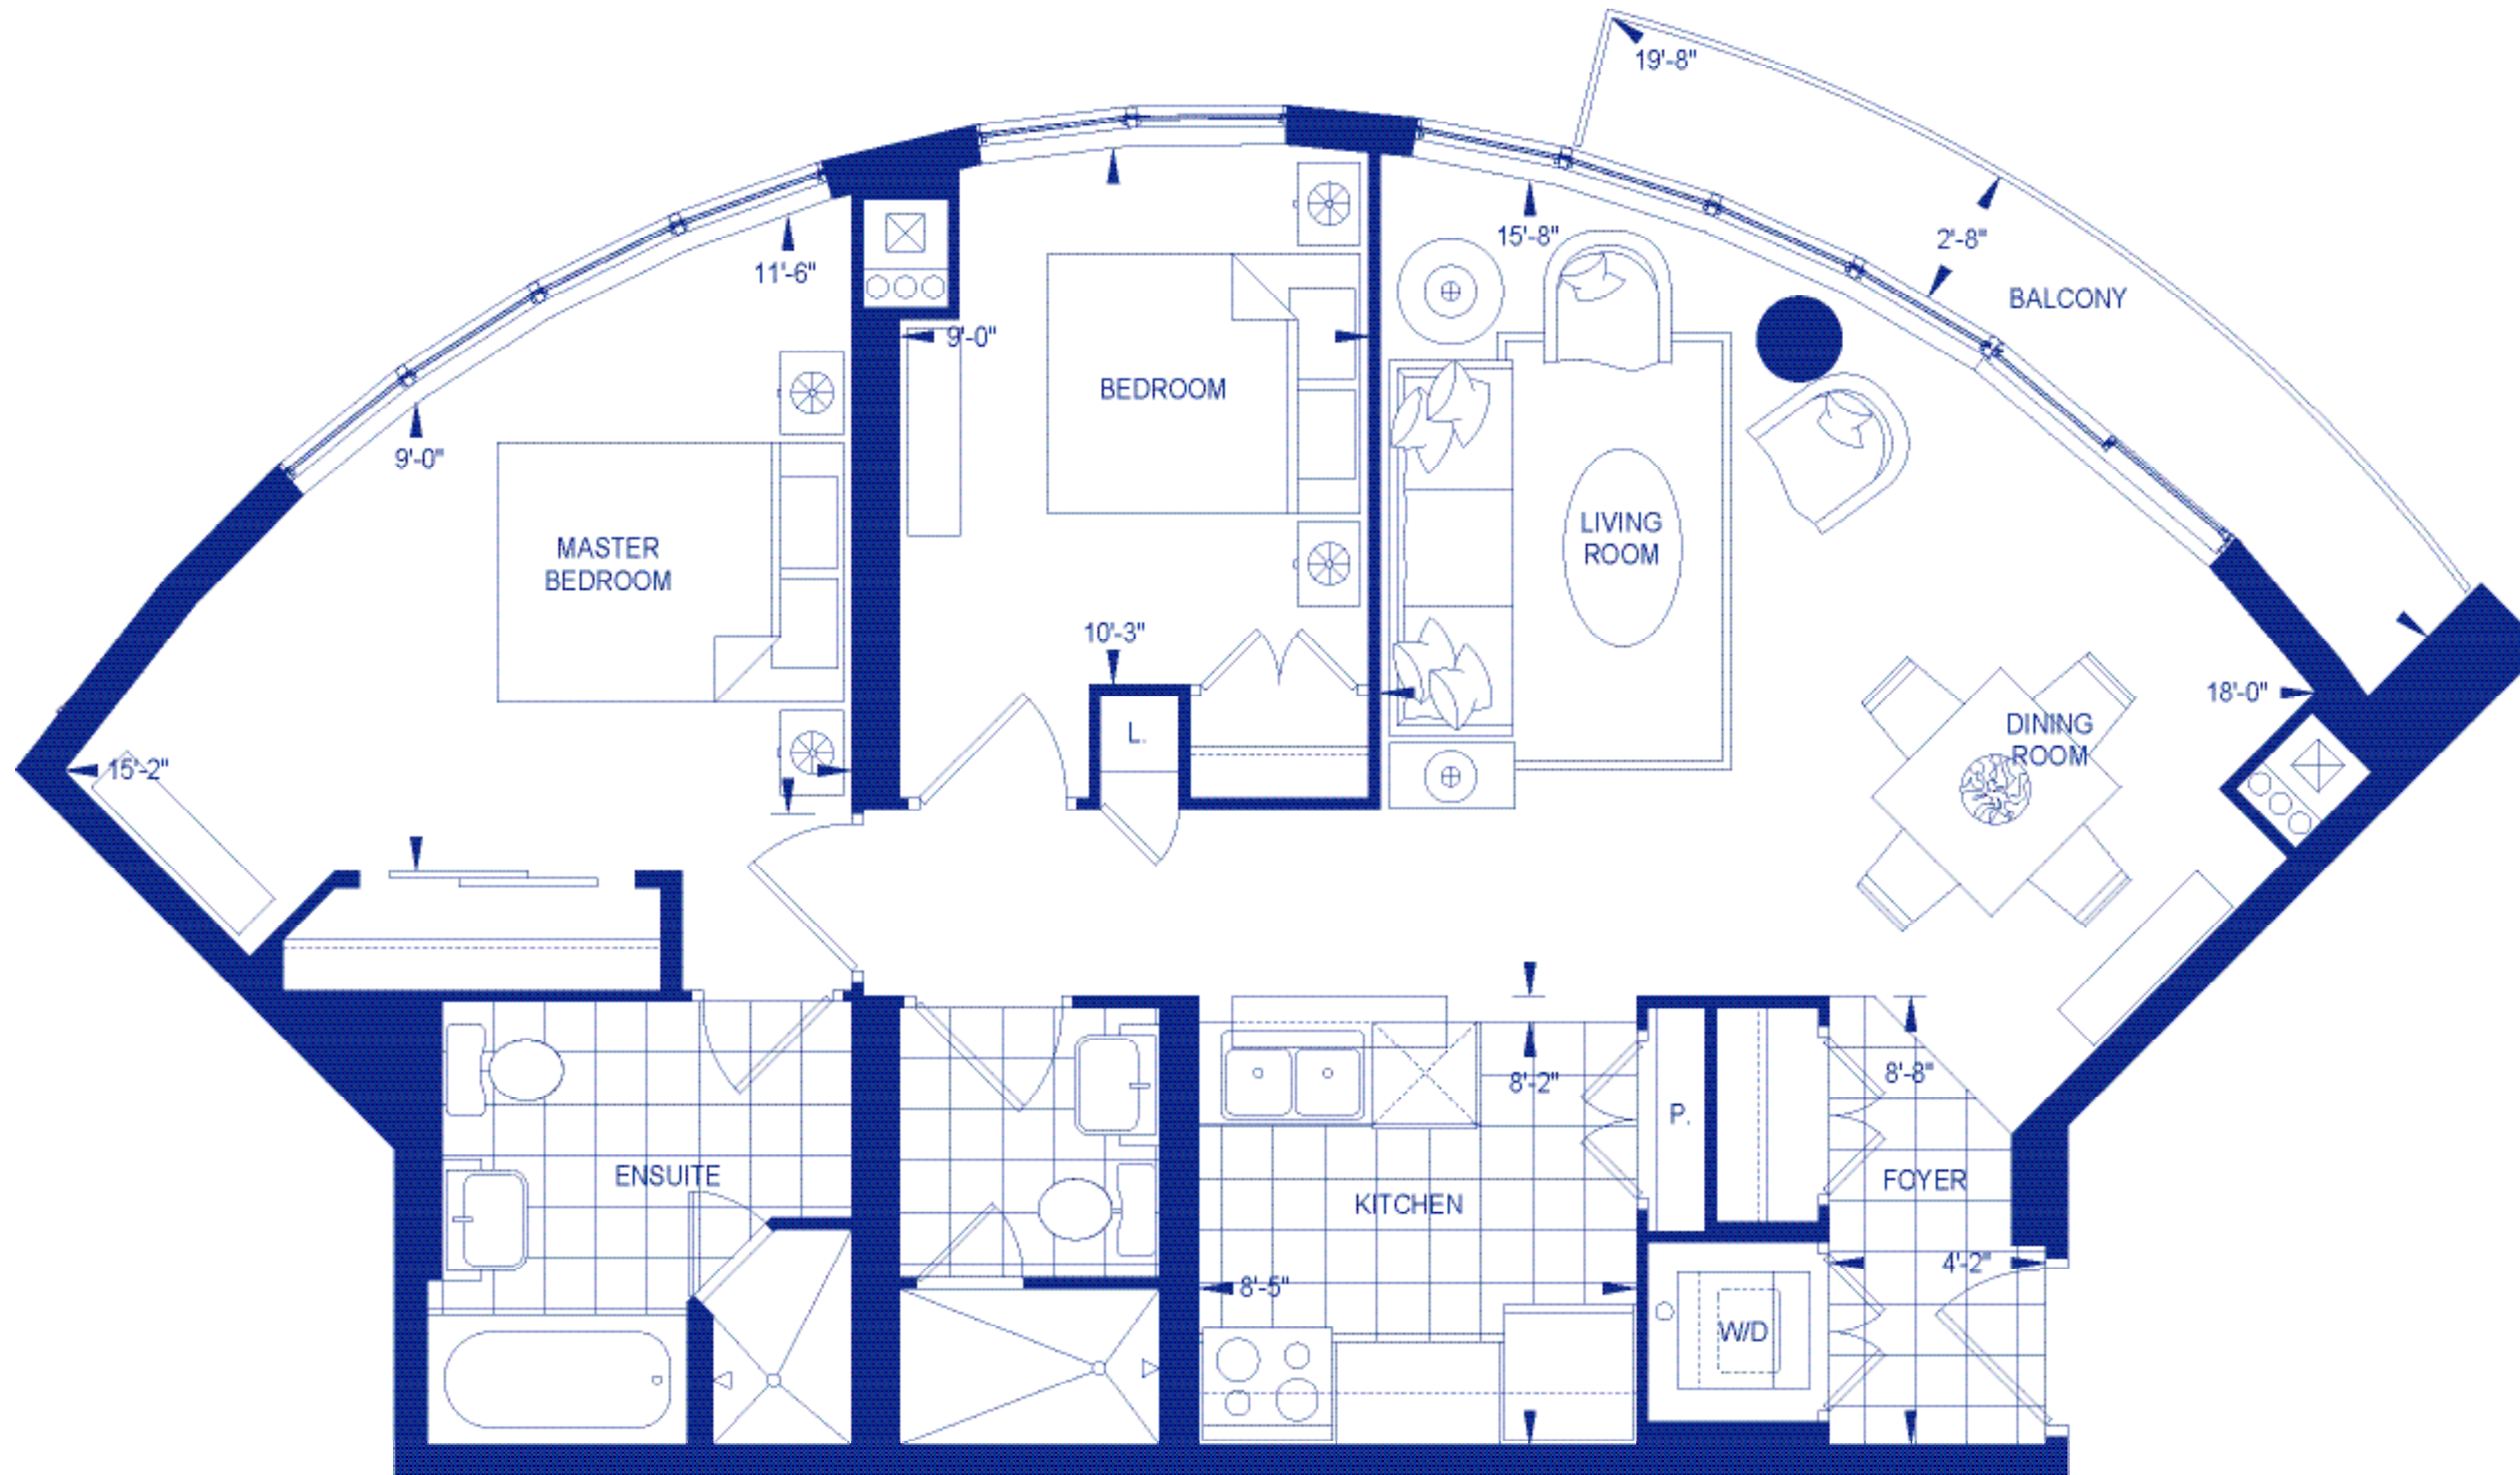 19'-8"
2'-8"
BALCONY
15'-8"
11'-6"
9'-0"
BEDROOM
9'-0"
LIVING
ROOM
MASTER
BEDROOM
10'-3"
18'-0"
DINING
ROOM
L.
15'-2"
8'-2"
8'-8"
P.
ENSUITE
KITCHEN
FOYER
8'-5"
4'-2"
W/D